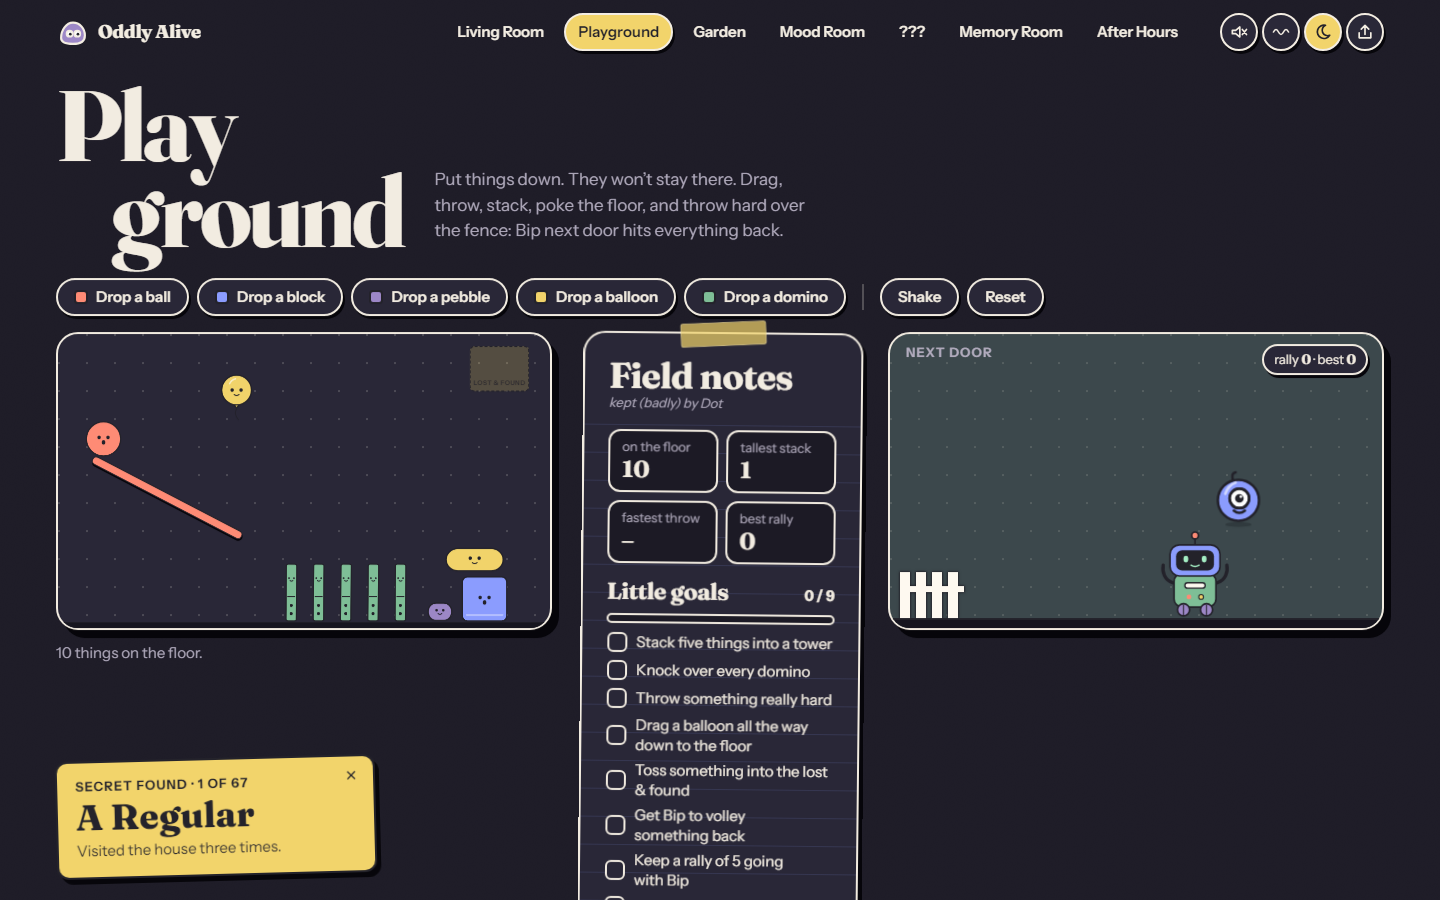 Oddly Alive
Living Room
Playground
Garden
Mood Room
???
Memory Room
After Hours
Play
ground
Put things down. They won't stay there. Drag,
throw, stack, poke the floor, and throw hard over
the fence: Bip next door hits everything back.
Drop a ball
Drop a block
Drop a pebble
Drop a balloon
Drop a domino
Shake
Reset
LOST & FOUND
10 things on the floor.
Field notes
kept (badly) by Dot
on the floor
10
tallest stack
1
fastest throw
–
best rally
0
Little goals
0 / 9
Stack five things into a tower
Knock over every domino
Throw something really hard
Drag a balloon all the way
down to the floor
Toss something into the lost
& found
Get Bip to volley
something back
Keep a rally of 5 going
with Bip
NEXT DOOR
rally 0 · best 0
SECRET FOUND · 1 OF 67
A Regular
Visited the house three times.